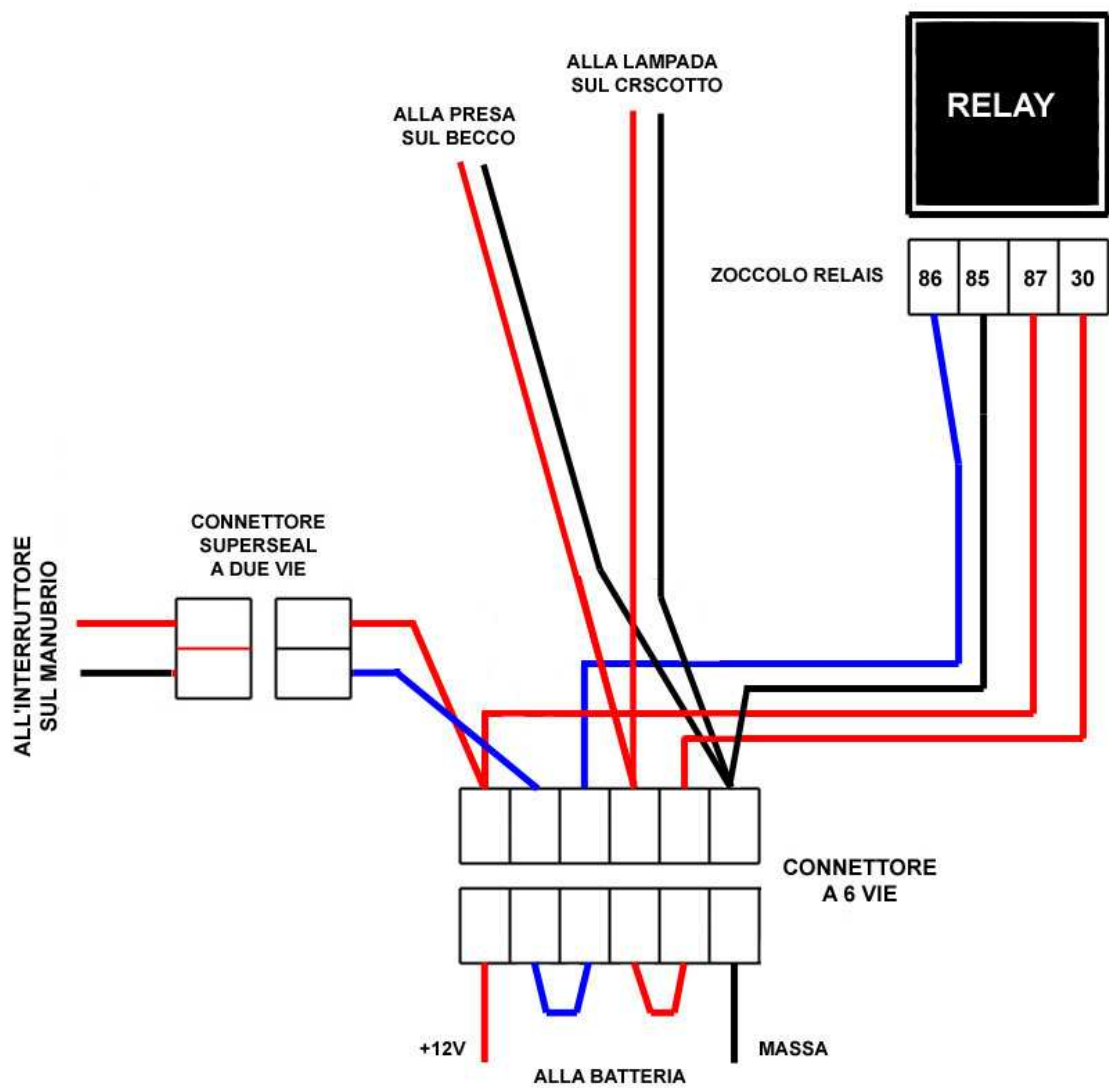 ALLA LAMPADA
SUL CRSCOTTO
ALLA PRESA
SUL BECCO
RELAY
ZOCCOLO RELAIS
86 85 87 30
CONNETTORE
SUPERSEAL
A DUE VIE
ALL'INTERRUTTORE
SUL MANUBRIO
CONNETTORE
A 6 VIE
+12V
MASSA
ALLA BATTERIA